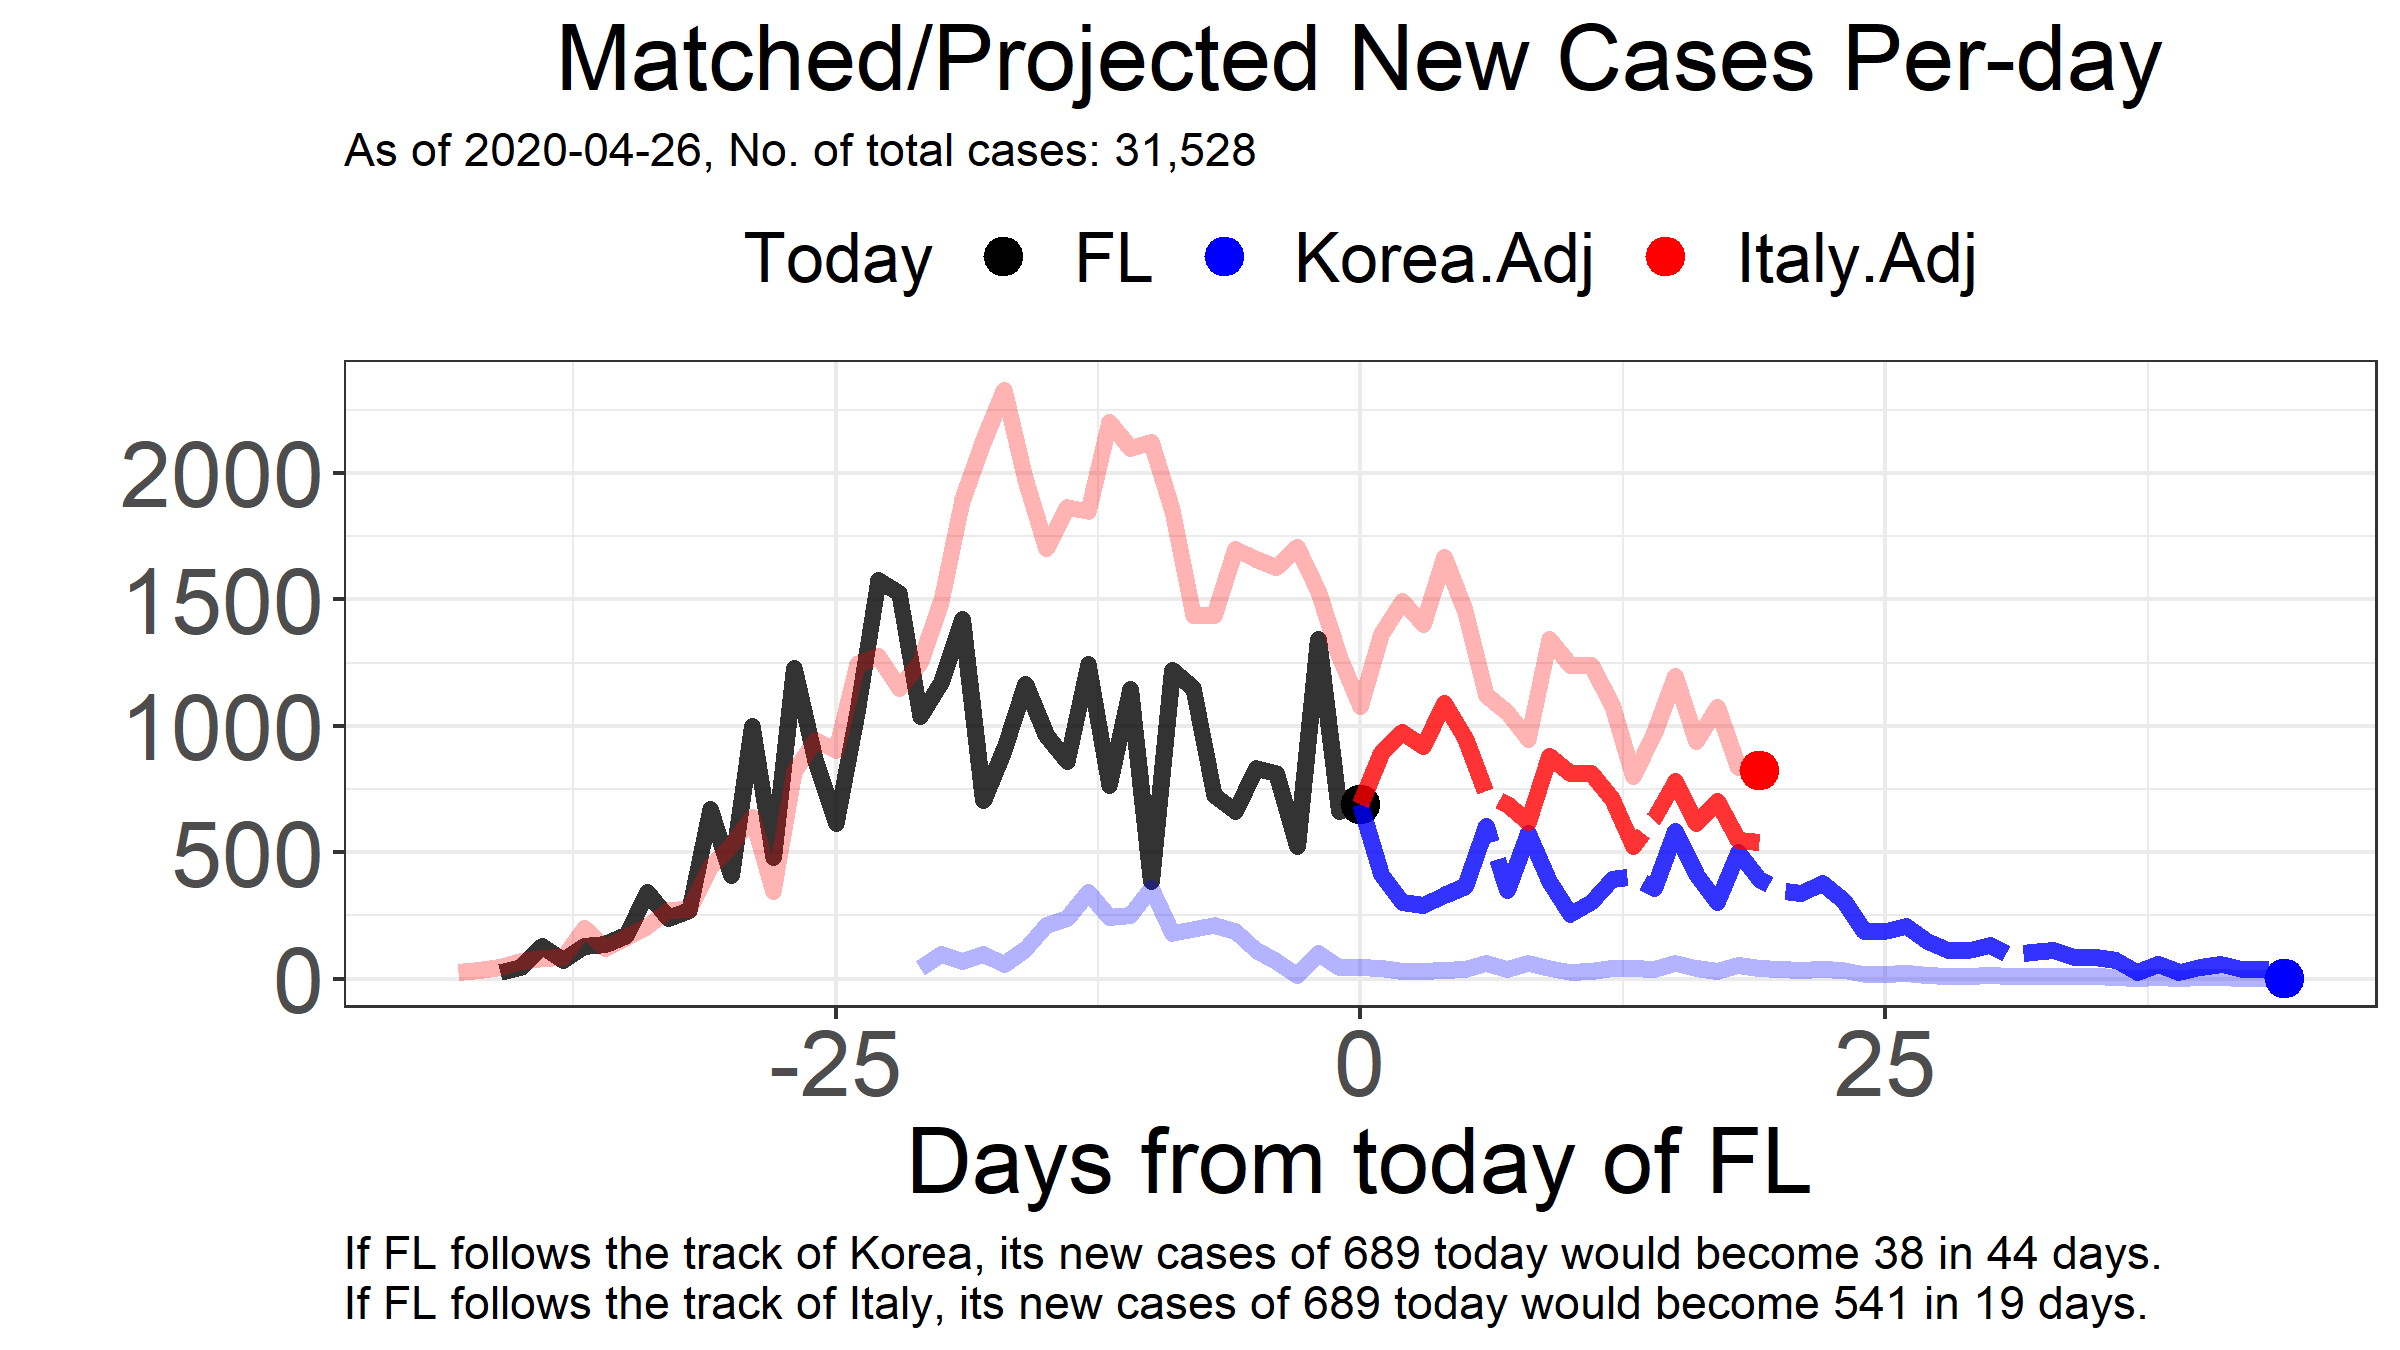 Matched/Projected New Cases Per-day
As of 2020-04-26, No. of total cases: 31,528
Today FL Korea.Adj Italy.Adj
2000
1500
1000
500
0
-25 0 25
Days from today of FL
If FL follows the track of Korea, its new cases of 689 today would become 38 in 44 days.
If FL follows the track of Italy, its new cases of 689 today would become 541 in 19 days.